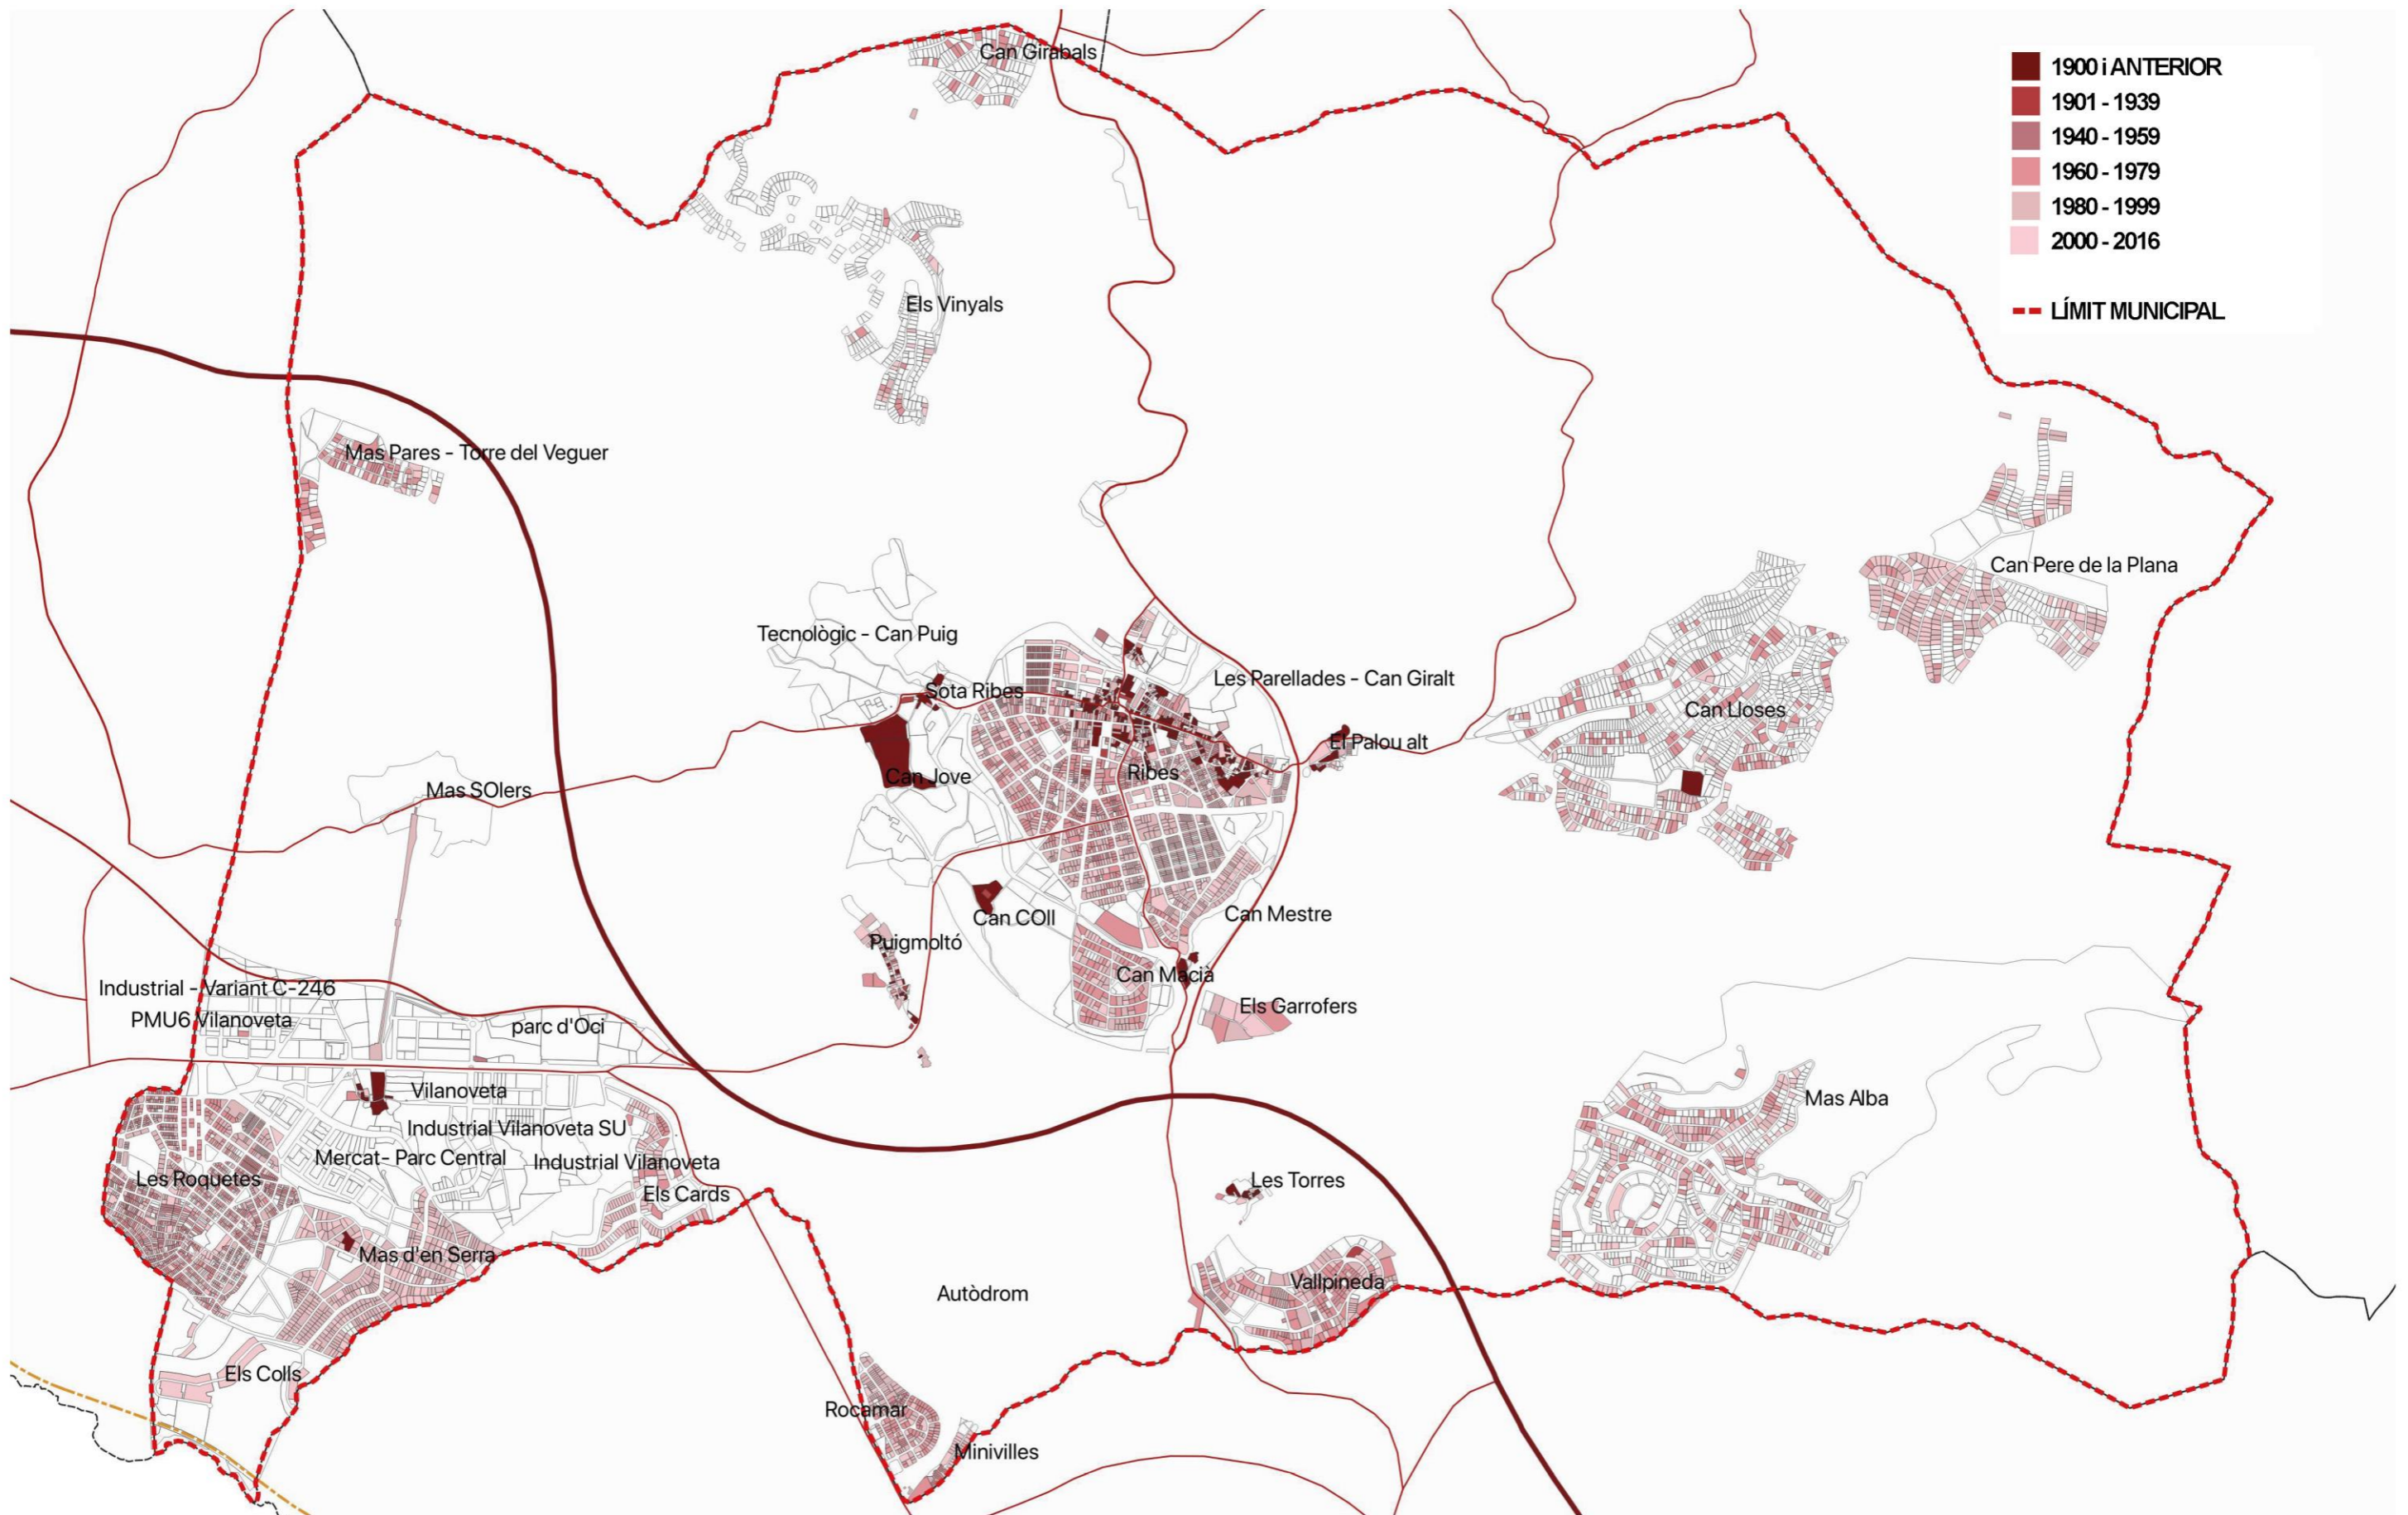 Can Girabals
1900 i ANTERIOR
1901 - 1939
1940 - 1959
1960 - 1979
1980 - 1999
2000 - 2016
LÍMIT MUNICIPAL
Els Vinyals
Mas Pares - Torre del Veguer
Can Pere de la Plana
Tecnològic - Can Puig
Sota Ribes
Les Parellades - Can Giralt
Can Lloses
El Palou alt
Can Jove
Ribes
Mas SOlers
Can COll
Can Mestre
Puigmoltó
Can Macià
Industrial - Variant C-246
Els Garrofers
PMU6 Vilanoveta
parc d'Oci
Vilanoveta
Mas Alba
Industrial Vilanoveta SU
Mercat- Parc Central
Industrial Vilanoveta
Les Roquetes
Els Cards
Les Torres
Mas d'en Serra
Vallpineda
Autòdrom
Els Colls
Rocamar
Minivilles